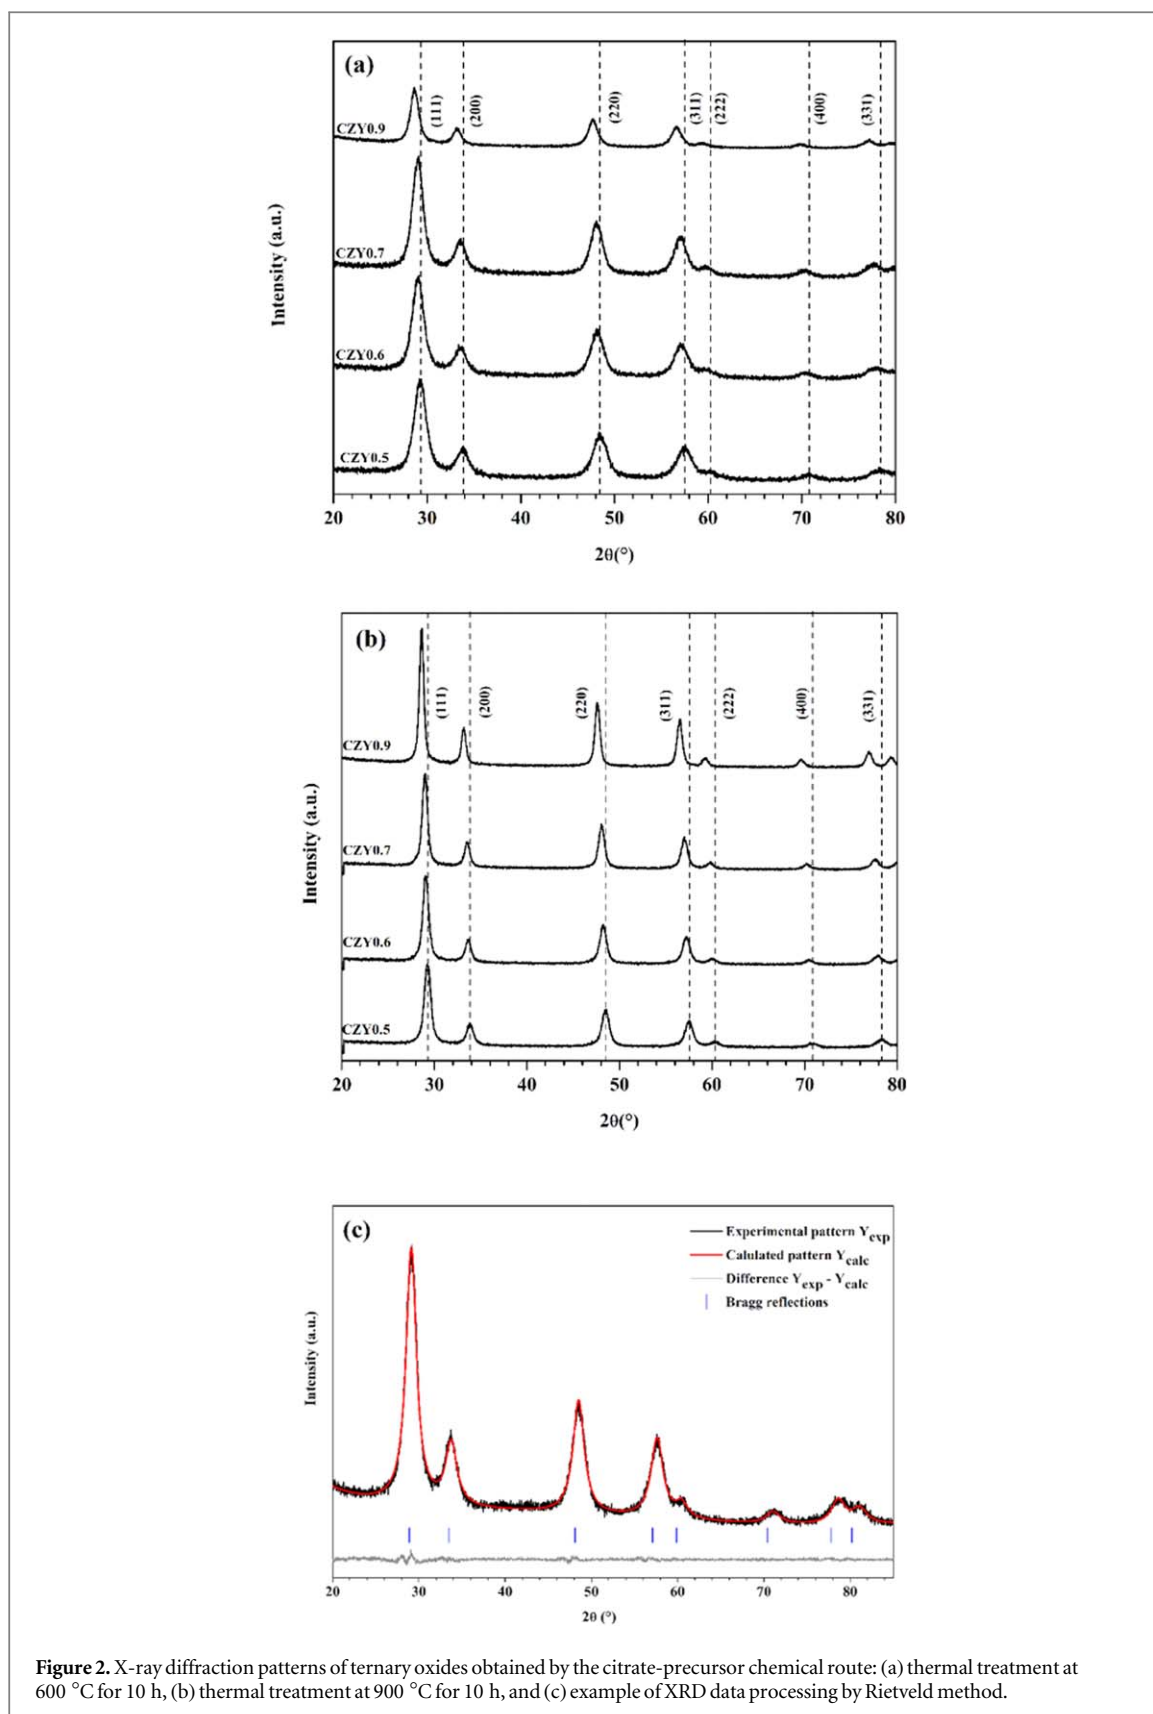 (a)
(111)
(200)
(220)
(311)
(222)
(400)
(331)
CZY0.9
CZY0.7
CZY0.6
CZY0.5
Intensity (a.u.)
20 30 40 50 60 70 80
2θ(°)
(b)
(111)
(200)
(220)
(311)
(222)
(400)
(331)
CZY0.9
CZY0.7
CZY0.6
CZY0.5
Intensity (a.u.)
20 30 40 50 60 70 80
2θ(°)
(c)
Experimental pattern Yexp
Calulated pattern Ycalc
Difference Yexp - Ycalc
Bragg reflections
Intensity (a.u.)
20 30 40 50 60 70 80
2θ (°)
Figure 2. X-ray diffraction patterns of ternary oxides obtained by the citrate-precursor chemical route: (a) thermal treatment at
600 °C for 10 h, (b) thermal treatment at 900 °C for 10 h, and (c) example of XRD data processing by Rietveld method.